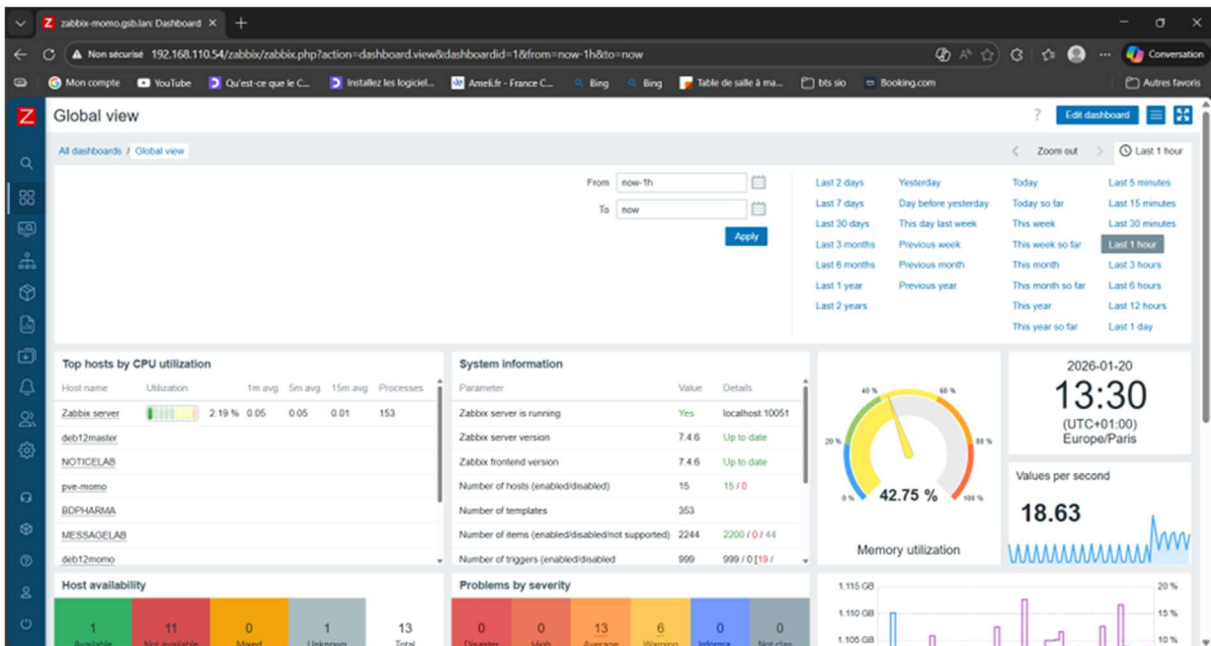 Z zabbix-momo.gsb.lan: Dashboard
Non sécurisé 192.168.110.54/zabbix/zabbix.php?action=dashboard.view&dashboardid=1&from=now-1h&to=now
Conversation
Mon compte YouTube Qu'est-ce que le C... Installez les logiciel... Ameli.fr - France C... Bing Bing Table de salle à ma... bts sio Booking.com Autres favoris
Z Global view ? Edit dashboard
All dashboards / Global view < Zoom out > Last 1 hour
From now-1h
To now
Apply
Last 2 days Yesterday Today Last 5 minutes
Last 7 days Day before yesterday Today so far Last 15 minutes
Last 30 days This day last week This week Last 30 minutes
Last 3 months Previous week This week so far Last 1 hour
Last 6 months Previous month This month Last 3 hours
Last 1 year Previous year This month so far Last 6 hours
Last 2 years This year Last 12 hours
This year so far Last 1 day
Top hosts by CPU utilization
Host name Utilization 1m avg 5m avg 15m avg Processes
Zabbix server 2.19 % 0.05 0.05 0.01 153
deb12master
NOTICELAB
pve-momo
BDPHARMA
MESSAGELAB
deb12momo
System information
Parameter Value Details
Zabbix server is running Yes localhost:10051
Zabbix server version 7.4.6 Up to date
Zabbix frontend version 7.4.6 Up to date
Number of hosts (enabled/disabled) 15 15 / 0
Number of templates 353
Number of items (enabled/disabled/not supported) 2244 2200 / 0 / 44
Number of triggers (enabled/disabled 999 999 / 0 [19 /
0 % 20 % 40 % 60 % 80 % 100 %
42.75 %
Memory utilization
2026-01-20
13:30
(UTC+01:00)
Europe/Paris
Values per second
18.63
Host availability
1 11 0 1 13
Available Not available Mixed Unknown Total
Problems by severity
0 0 13 6 0 0
Disaster High Average Warning Informa Not clas
1.115 GB 20 %
1.110 GB 15 %
1.105 GB 10 %